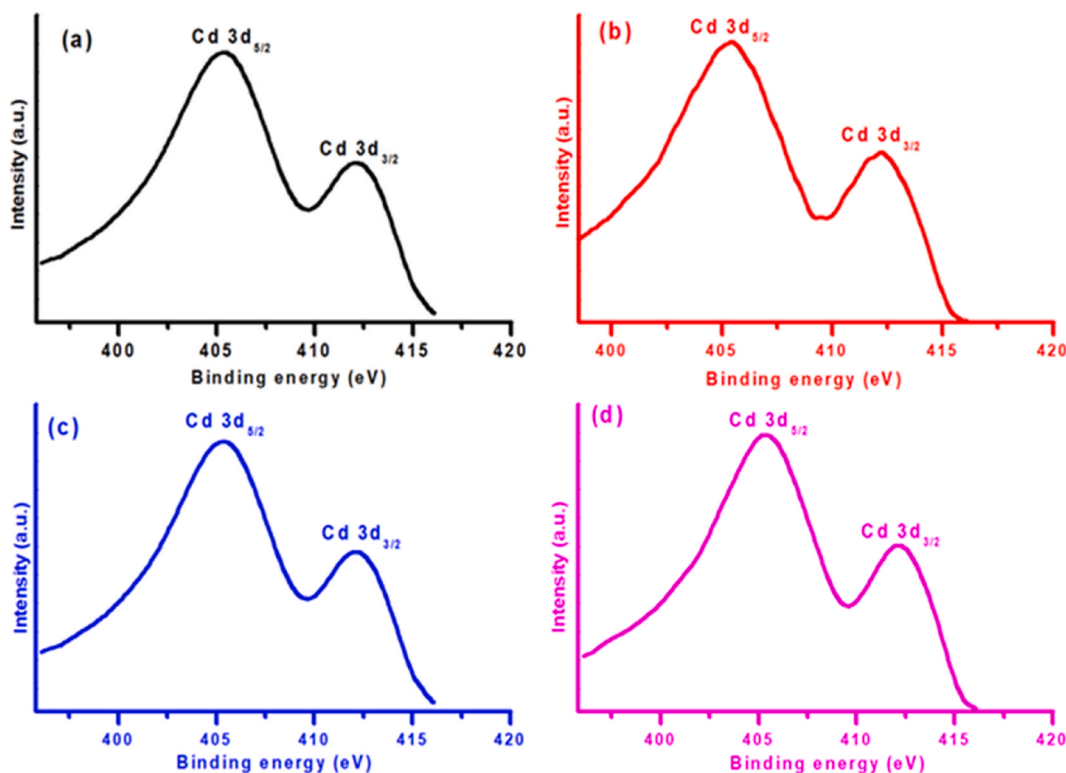 (a)
Cd 3d5/2
Cd 3d3/2
Intensity (a.u.)
400 405 410 415 420
Binding energy (eV)
(b)
Cd 3d5/2
Cd 3d3/2
Intensity (a.u.)
400 405 410 415 420
Binding energy (eV)
(c)
Cd 3d5/2
Cd 3d3/2
Intensity (a.u.)
400 405 410 415 420
Binding energy (eV)
(d)
Cd 3d5/2
Cd 3d3/2
Intensity (a.u.)
400 405 410 415 420
Binding energy (eV)